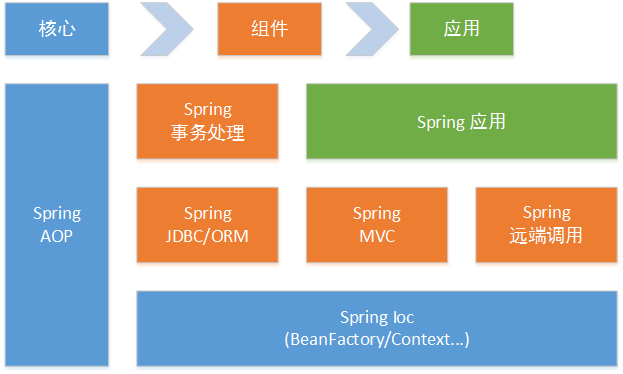 核心
组件
应用
Spring
AOP
Spring
事务处理
Spring 应用
Spring
JDBC/ORM
Spring
MVC
Spring
远端调用
Spring Ioc
(BeanFactory/Context...)